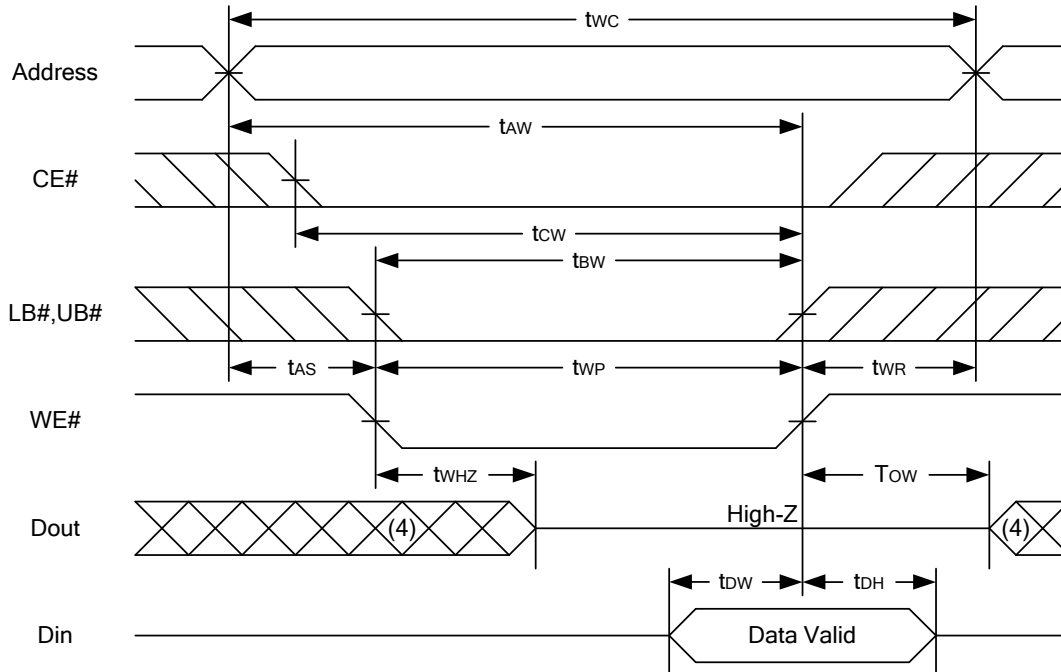 tWC
Address
tAW
CE#
tCW
tBW
LB#,UB#
tAS
tWP
tWR
WE#
tWHZ
TOW
Dout
(4)
High-Z
(4)
tDW
tDH
Din
Data Valid